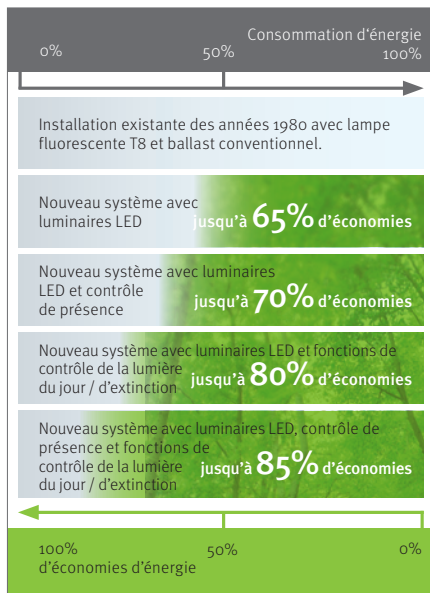 Consommation d'énergie
0% 50% 100%
Installation existante des années 1980 avec lampe
fluorescente T8 et ballast conventionnel.
Nouveau système avec
luminaires LED
jusqu'à 65% d'économies
Nouveau système avec luminaires
LED et contrôle
de présence
jusqu'à 70% d'économies
Nouveau système avec luminaires LED et fonctions de
contrôle de la lumière
du jour / d'extinction
jusqu'à 80% d'économies
Nouveau système avec luminaires LED, contrôle de
présence et fonctions de
contrôle de la lumière
du jour / d'extinction
jusqu'à 85% d'économies
100% 50% 0%
d'économies d'énergie